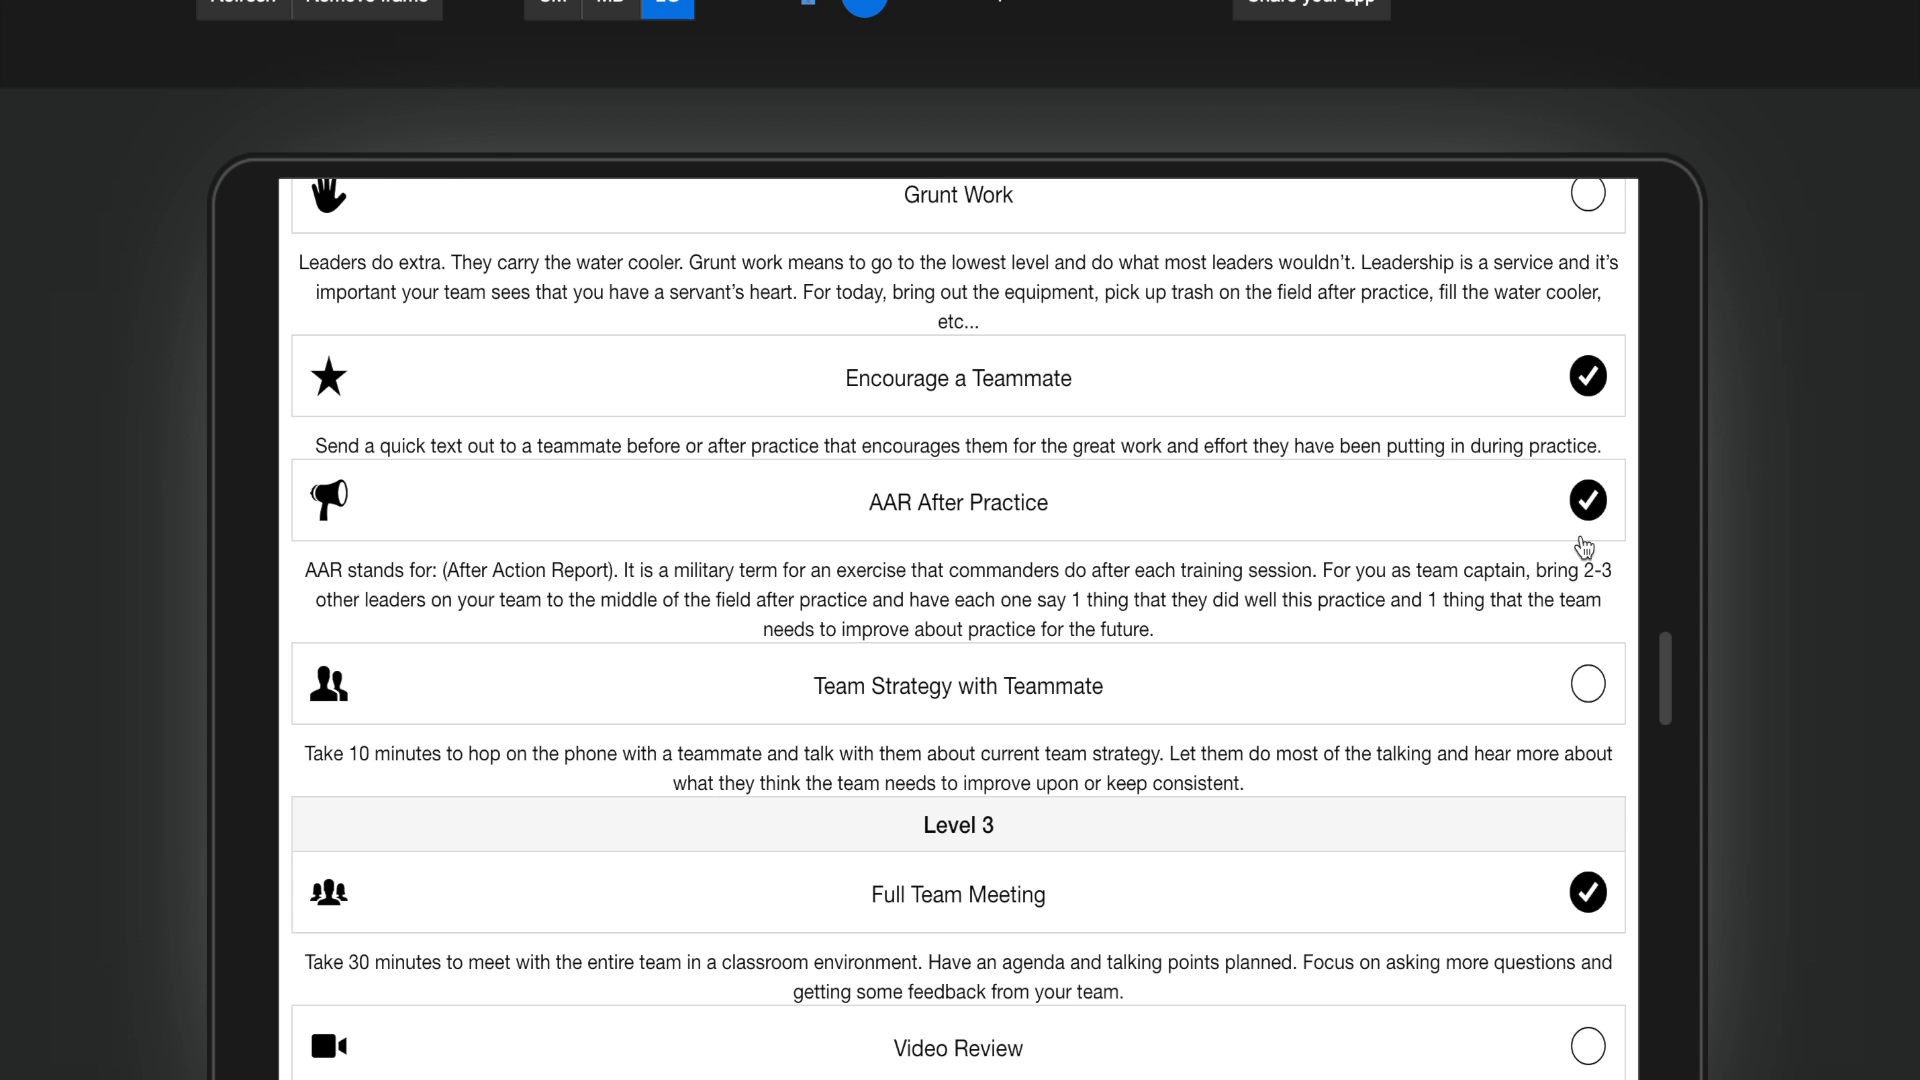 Refresh Remove frame SM MD LG Share your app
Grunt Work
Leaders do extra. They carry the water cooler. Grunt work means to go to the lowest level and do what most leaders wouldn't. Leadership is a service and it's
important your team sees that you have a servant's heart. For today, bring out the equipment, pick up trash on the field after practice, fill the water cooler,
etc...
Encourage a Teammate
Send a quick text out to a teammate before or after practice that encourages them for the great work and effort they have been putting in during practice.
AAR After Practice
AAR stands for: (After Action Report). It is a military term for an exercise that commanders do after each training session. For you as team captain, bring 2-3
other leaders on your team to the middle of the field after practice and have each one say 1 thing that they did well this practice and 1 thing that the team
needs to improve about practice for the future.
Team Strategy with Teammate
Take 10 minutes to hop on the phone with a teammate and talk with them about current team strategy. Let them do most of the talking and hear more about
what they think the team needs to improve upon or keep consistent.
Level 3
Full Team Meeting
Take 30 minutes to meet with the entire team in a classroom environment. Have an agenda and talking points planned. Focus on asking more questions and
getting some feedback from your team.
Video Review